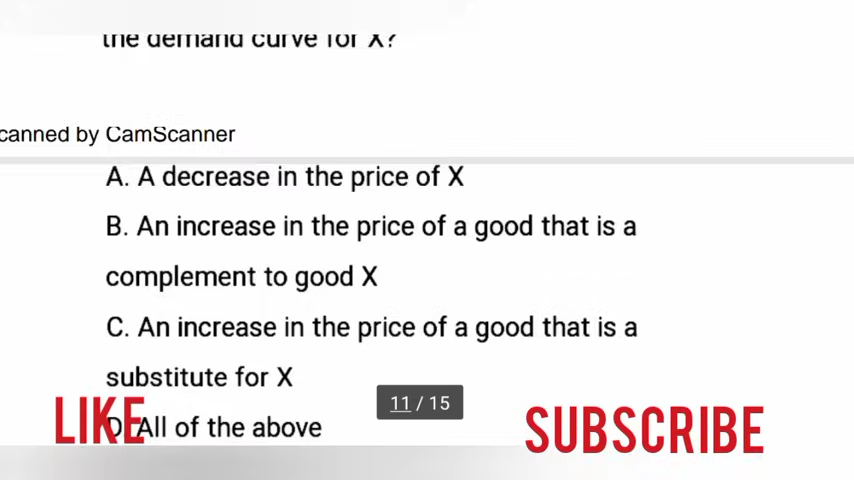 the demand curve for X?
canned by CamScanner
A. A decrease in the price of X
B. An increase in the price of a good that is a
complement to good X
C. An increase in the price of a good that is a
substitute for X
11 / 15
LIKE
D. All of the above
SUBSCRIBE